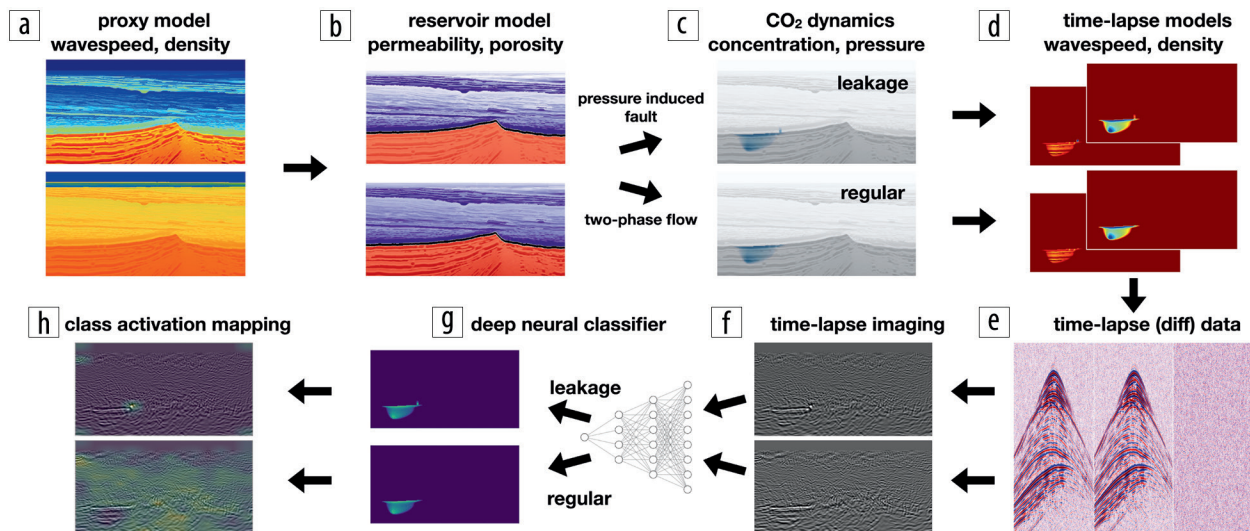 a
proxy model
wavespeed, density
b
reservoir model
permeability, porosity
c
CO₂ dynamics
concentration, pressure
d
time-lapse models
wavespeed, density
pressure induced
fault
two-phase flow
leakage
regular
h
class activation mapping
g
deep neural classifier
f
time-lapse imaging
e
time-lapse (diff) data
leakage
regular